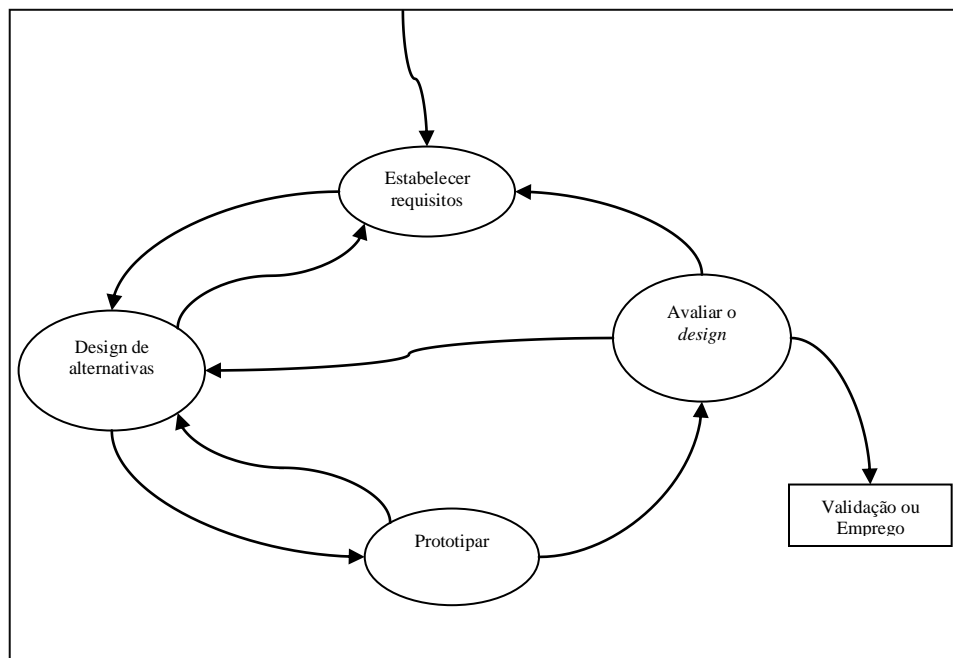 Estabelecer
requisitos
Avaliar o
design
Design de
alternativas
Prototipar
Validação ou
Emprego